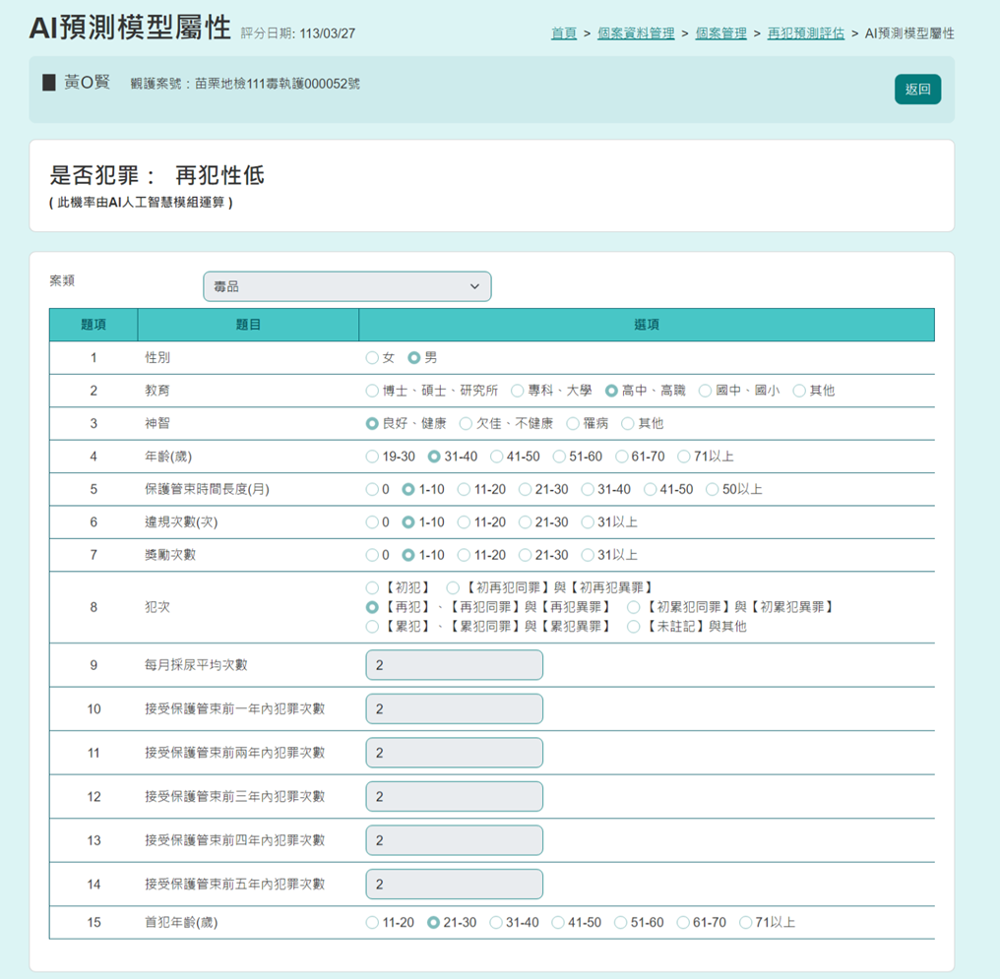 AI預測模型屬性 評分日期: 113/03/27
首頁 > 個案資料管理 > 個案管理 > 再犯預測評估 > AI預測模型屬性
黃O賢 觀護案號：苗栗地檢111毒執護000052號
返回
是否犯罪： 再犯性低
( 此機率由AI人工智慧模組運算 )
案類 毒品
題項 題目 選項
1 性別 女 男
2 教育 博士、碩士、研究所 專科、大學 高中、高職 國中、國小 其他
3 神智 良好、健康 欠佳、不健康 罹病 其他
4 年齡(歲) 19-30 31-40 41-50 51-60 61-70 71以上
5 保護管束時間長度(月) 0 1-10 11-20 21-30 31-40 41-50 50以上
6 違規次數(次) 0 1-10 11-20 21-30 31以上
7 獎勵次數 0 1-10 11-20 21-30 31以上
8 犯次 【初犯】 【初再犯同罪】與【初再犯異罪】
【再犯】、【再犯同罪】與【再犯異罪】 【初累犯同罪】與【初累犯異罪】
【累犯】、【累犯同罪】與【累犯異罪】 【未註記】與其他
9 每月採尿平均次數 2
10 接受保護管束前一年內犯罪次數 2
11 接受保護管束前兩年內犯罪次數 2
12 接受保護管束前三年內犯罪次數 2
13 接受保護管束前四年內犯罪次數 2
14 接受保護管束前五年內犯罪次數 2
15 首犯年齡(歲) 11-20 21-30 31-40 41-50 51-60 61-70 71以上